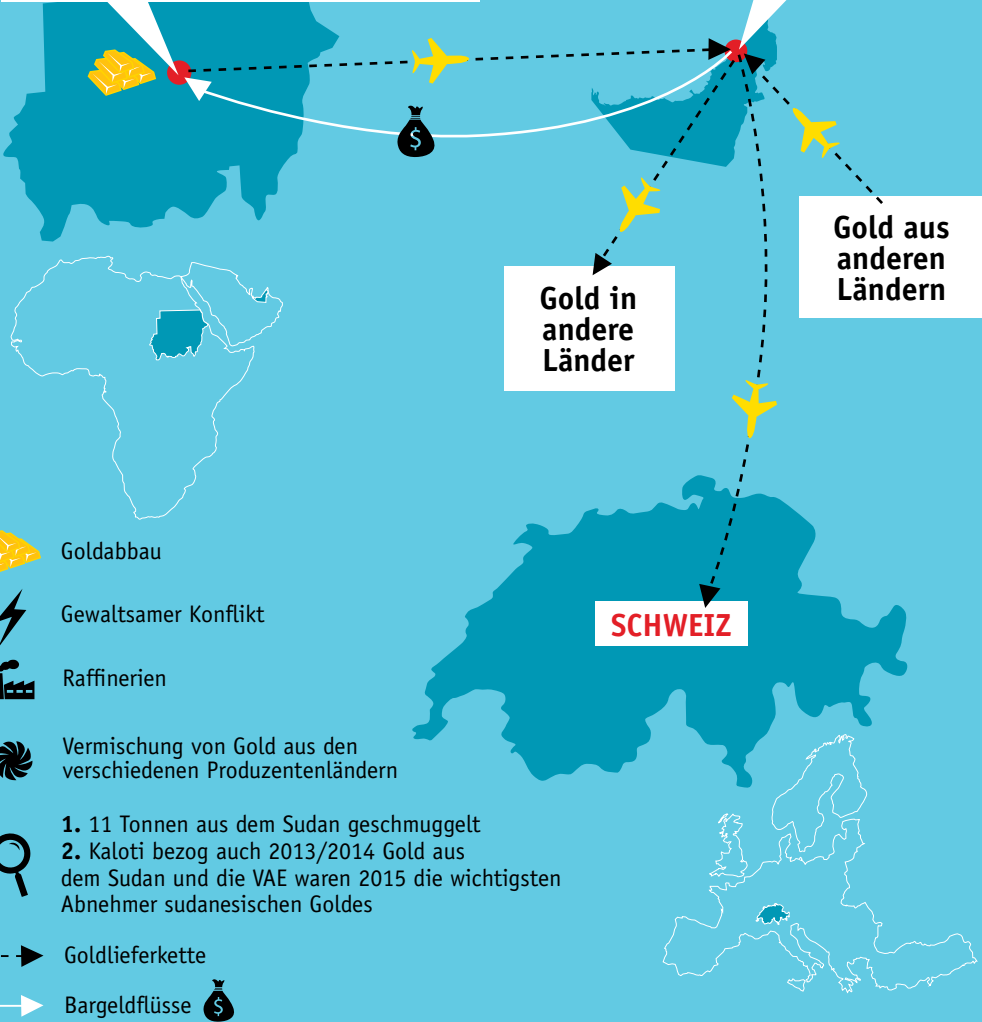 Gold aus
anderen
Ländern
Gold in
andere
Länder
SCHWEIZ
Goldabbau
Gewaltsamer Konflikt
Raffinerien
Vermischung von Gold aus den
verschiedenen Produzentenländern
1. 11 Tonnen aus dem Sudan geschmuggelt
2. Kaloti bezog auch 2013/2014 Gold aus
dem Sudan und die VAE waren 2015 die wichtigsten
Abnehmer sudanesischen Goldes
Goldlieferkette
Bargeldflüsse